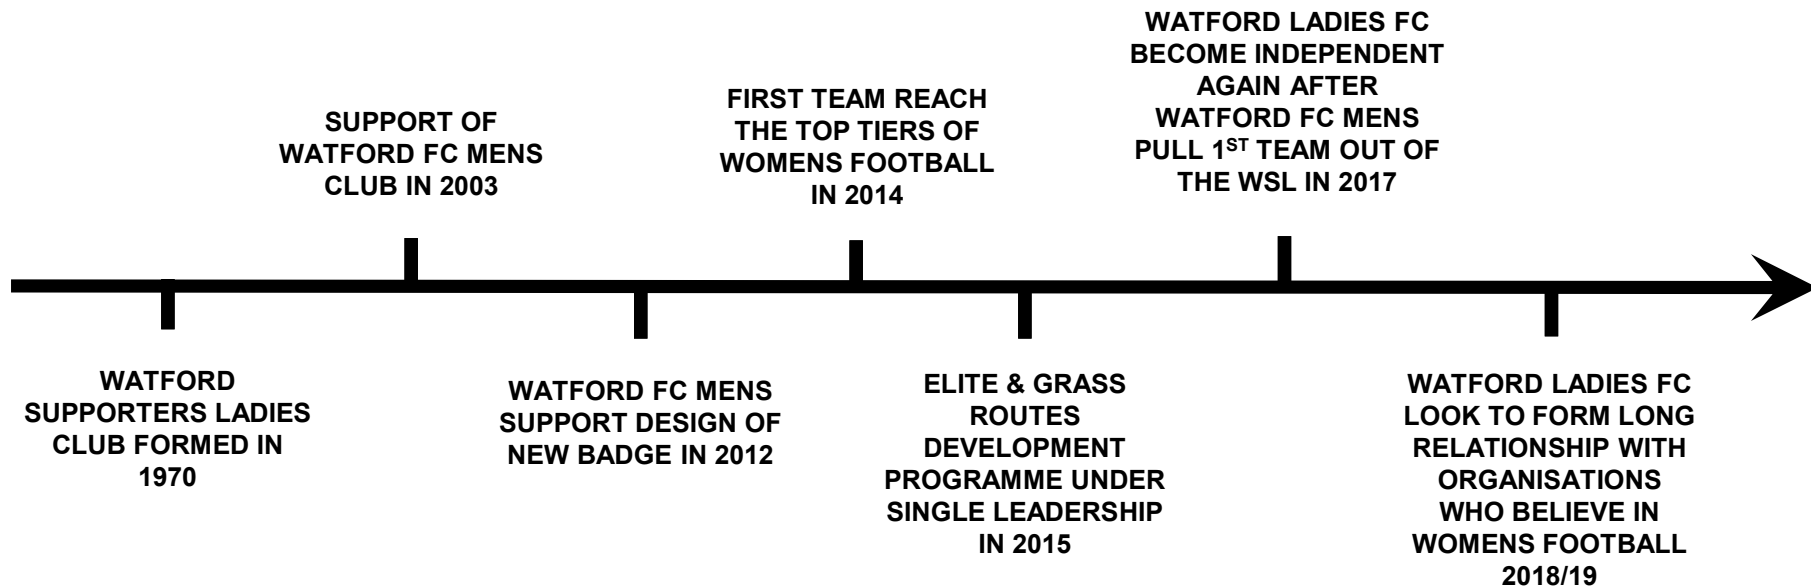 WATFORD
SUPPORTERS LADIES
CLUB FORMED IN
1970
SUPPORT OF
WATFORD FC MENS
CLUB IN 2003
WATFORD FC MENS
SUPPORT DESIGN OF
NEW BADGE IN 2012
FIRST TEAM REACH
THE TOP TIERS OF
WOMENS FOOTBALL
IN 2014
ELITE & GRASS
ROUTES
DEVELOPMENT
PROGRAMME UNDER
SINGLE LEADERSHIP
IN 2015
WATFORD LADIES FC
BECOME INDEPENDENT
AGAIN AFTER
WATFORD FC MENS
PULL 1ST TEAM OUT OF
THE WSL IN 2017
WATFORD LADIES FC
LOOK TO FORM LONG
RELATIONSHIP WITH
ORGANISATIONS
WHO BELIEVE IN
WOMENS FOOTBALL
2018/19